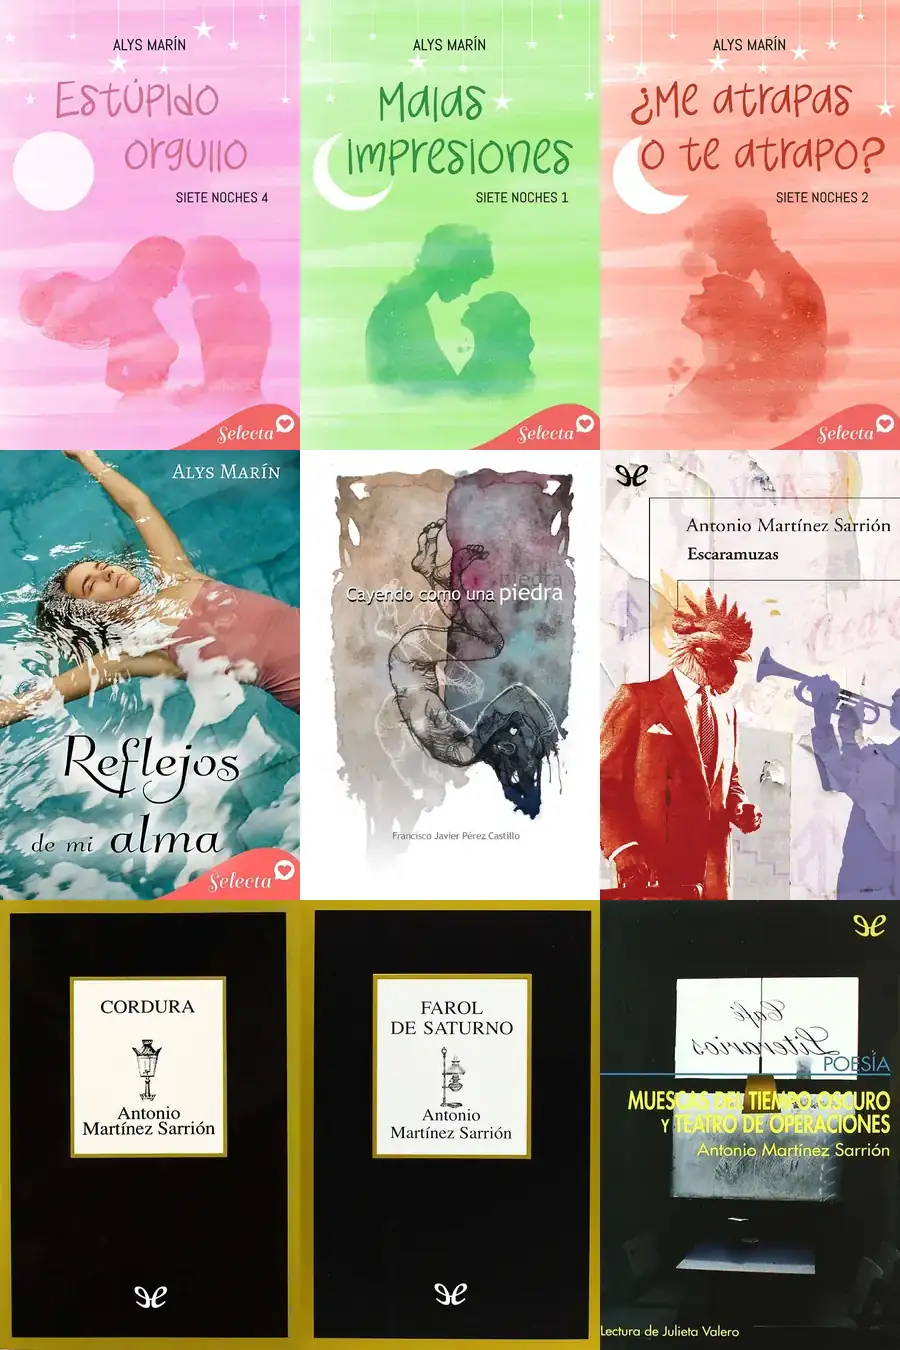 ALYS MARÍN
Estúpido
orgullo
SIETE NOCHES 4
Selecta
ALYS MARÍN
Malas
impresiones
SIETE NOCHES 1
Selecta
ALYS MARÍN
¿Me atrapas
o te atrapo?
SIETE NOCHES 2
Selecta
ALYS MARÍN
Reflejos
de mi alma
Selecta
piedra
Cayendo como una piedra
Francisco Javier Pérez Castillo
Antonio Martínez Sarrión
Escaramuzas
CORDURA
Antonio
Martínez Sarrión
FAROL
DE SATURNO
Antonio
Martínez Sarrión
Café
Literarios
POESÍA
MUESCAS DEL TIEMPO OSCURO
Y TEATRO DE OPERACIONES
Antonio Martínez Sarrión
Lectura de Julieta Valero